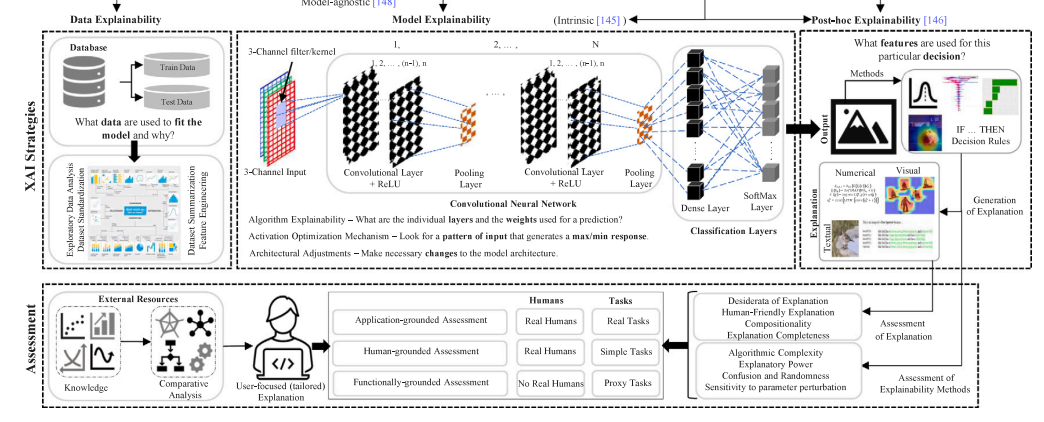 Model-agnostic [148]
Data Explainability
Model Explainability
(Intrinsic [145] )
Post-hoc Explainability [146]
XAI Strategies
Database
Train Data
Test Data
What data are used to fit the
model and why?
Exploratory Data Analysis
Dataset Standardization
Dataset Summarization
Feature Engineering
3-Channel filter/kernel
1,
2, … ,
N
1, 2, … , (n-1), n
, … ,
1, 2, … , (n-1), n
3-Channel Input
Convolutional Layer
+ ReLU
Pooling
Layer
Convolutional Layer
+ ReLU
Pooling
Layer
Dense Layer
SoftMax
Layer
Convolutional Neural Network
Classification Layers
Algorithm Explainability – What are the individual layers and the weights used for a prediction?
Activation Optimization Mechanism – Look for a pattern of input that generates a max/min response.
Architectural Adjustments – Make necessary changes to the model architecture.
What features are used for this
particular decision?
Methods
Output
IF … THEN
Decision Rules
Explanation
Numerical
Visual
Textual
Generation
of Explanation
Assessment
External Resources
Knowledge
Comparative
Analysis
User-focused (tailored)
Explanation
Humans
Tasks
Application-grounded Assessment
Real Humans
Real Tasks
Human-grounded Assessment
Real Humans
Simple Tasks
Functionally-grounded Assessment
No Real Humans
Proxy Tasks
Desiderata of Explanation
Human-Friendly Explanation
Compositionality
Explanation Completeness
Algorithmic Complexity
Explanatory Power
Confusion and Randomness
Sensitivity to parameter perturbation
Assessment
of Explanation
Assessment of
Explainability Methods